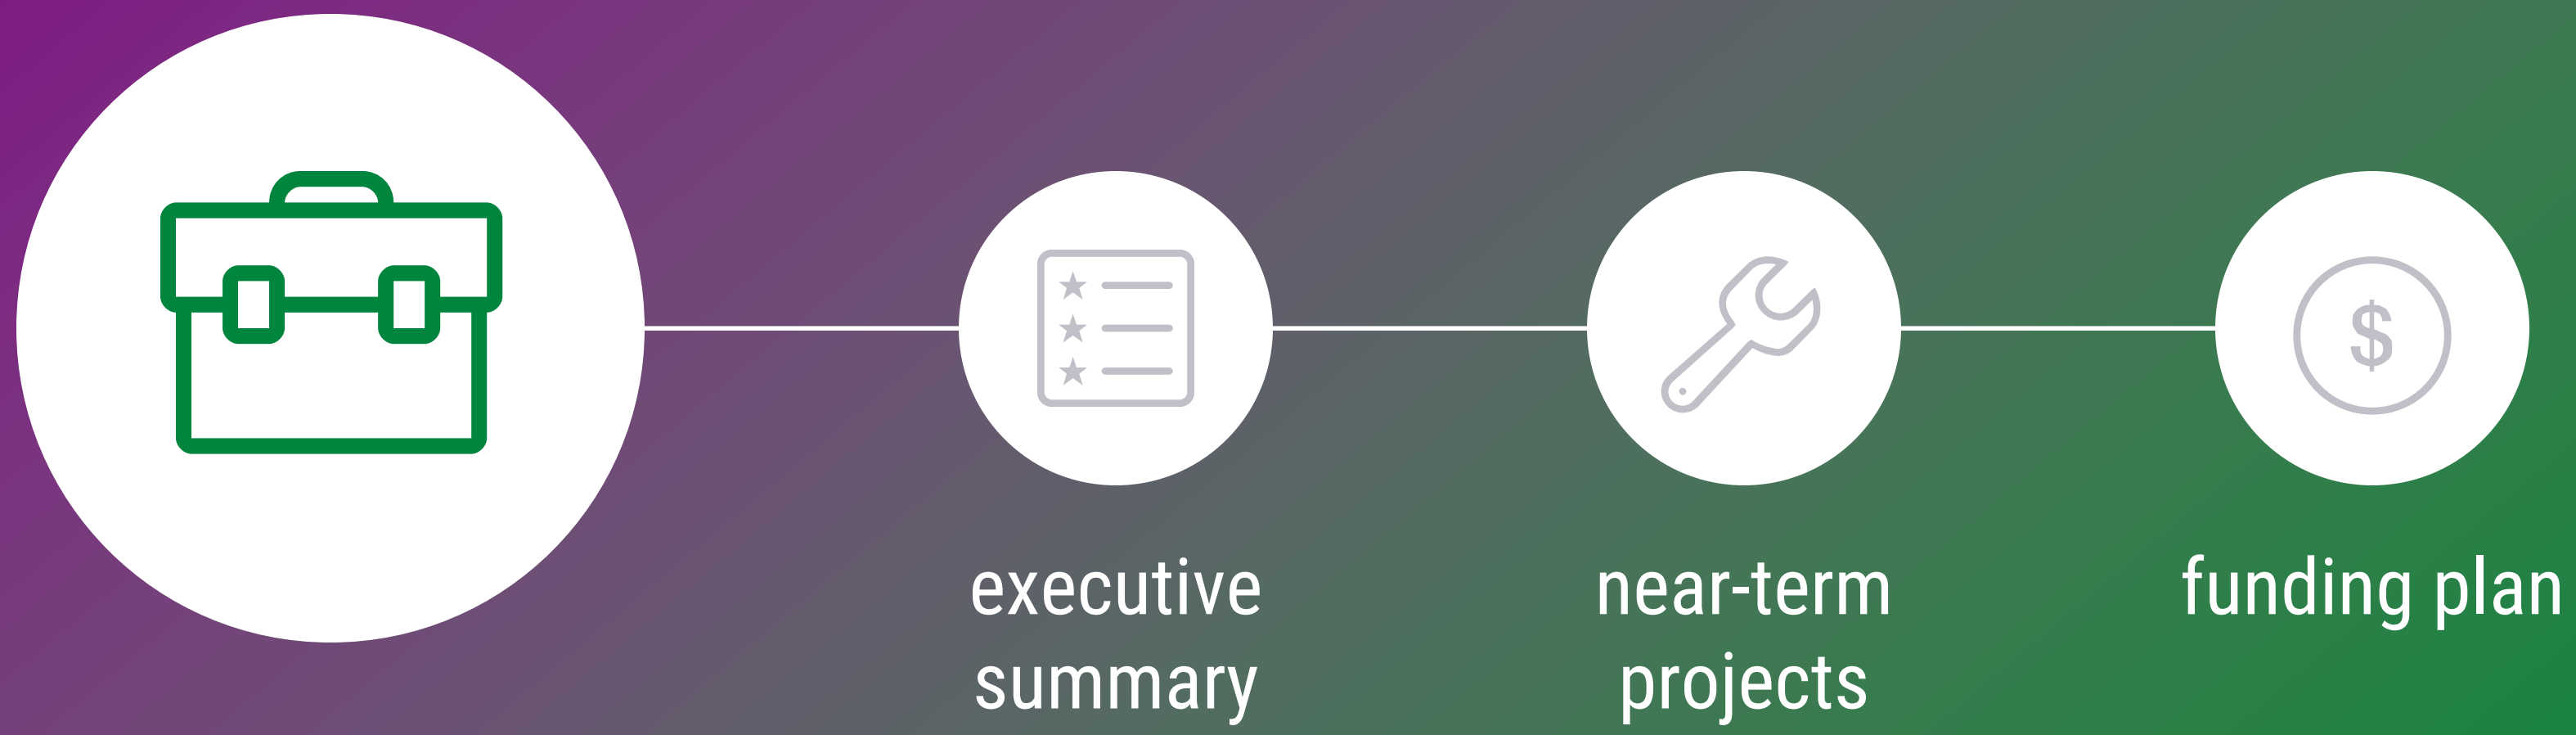 executive
summary
near-term
projects
funding plan
$